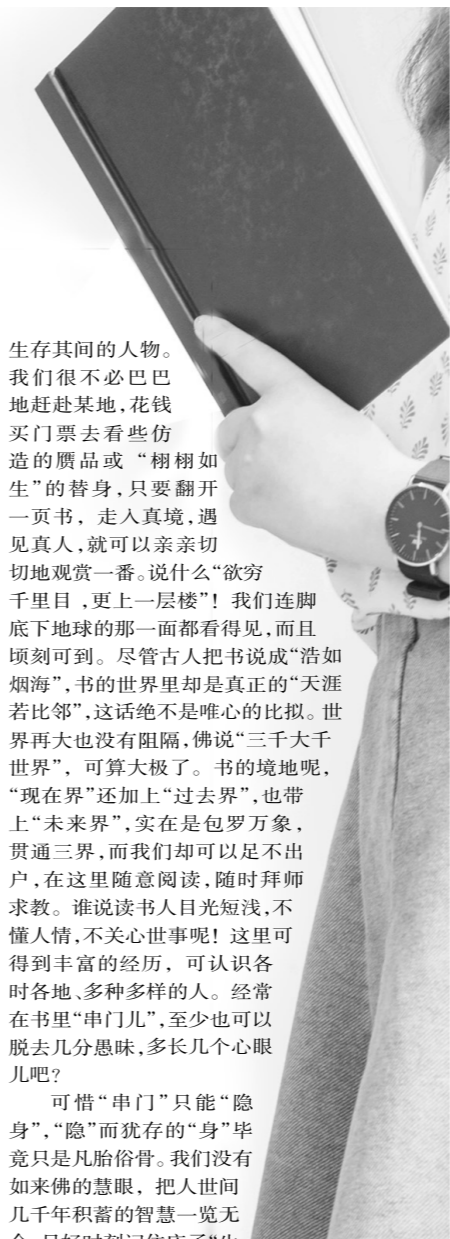 生存其间的人物。
我们很不必巴巴
地赶赴某地,花钱
买门票去看些仿
造的赝品或“栩栩如
生”的替身,只要翻开
一页书,走入真境,遇
见真人,就可以亲亲切
切地观赏一番。说什么“欲穷
千里目,更上一层楼”!我们连脚
底下地球的那一面都看得见,而且
顷刻可到。尽管古人把书说成“浩如
烟海”,书的世界里却是真正的“天涯
若比邻”,这话绝不是唯心的比拟。世
界再大也没有阻隔,佛说“三千大千
世界”,可算大极了。书的境地呢,
“现在界”还加上“过去界”,也带
上“未来界”,实在是包罗万象,
贯通三界,而我们却可以足不出
户,在这里随意阅读,随时拜师
求教。谁说读书人目光短浅,不
懂人情,不关心世事呢!这里可
得到丰富的经历,可认识各
时各地、多种多样的人。经常
在书里“串门儿”,至少也可以
脱去几分愚昧,多长几个心眼
儿吧?
可惜“串门”只能“隐
身”,“隐”而犹存的“身”毕
竟只是凡胎俗骨。我们没有
如来佛的慧眼,把人世间
几千年积蓄的智慧一览无